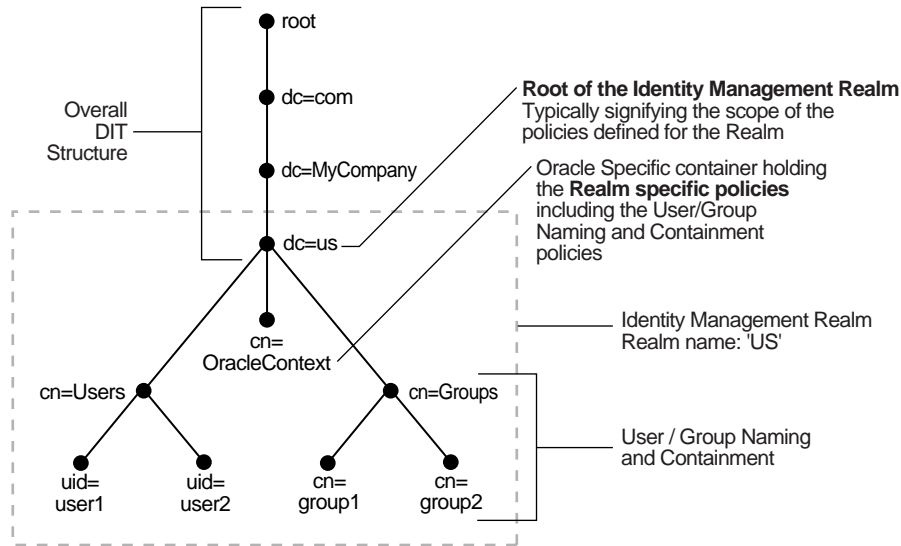 root
dc=com
Overall
DIT
Structure
dc=MyCompany
dc=us
Root of the Identity Management Realm
Typically signifying the scope of the
policies defined for the Realm
Oracle Specific container holding
the Realm specific policies
including the User/Group
Naming and Containment
policies
cn=
OracleContext
Identity Management Realm
Realm name: 'US'
cn=Users
cn=Groups
User / Group Naming
and Containment
uid=
user1
uid=
user2
cn=
group1
cn=
group2